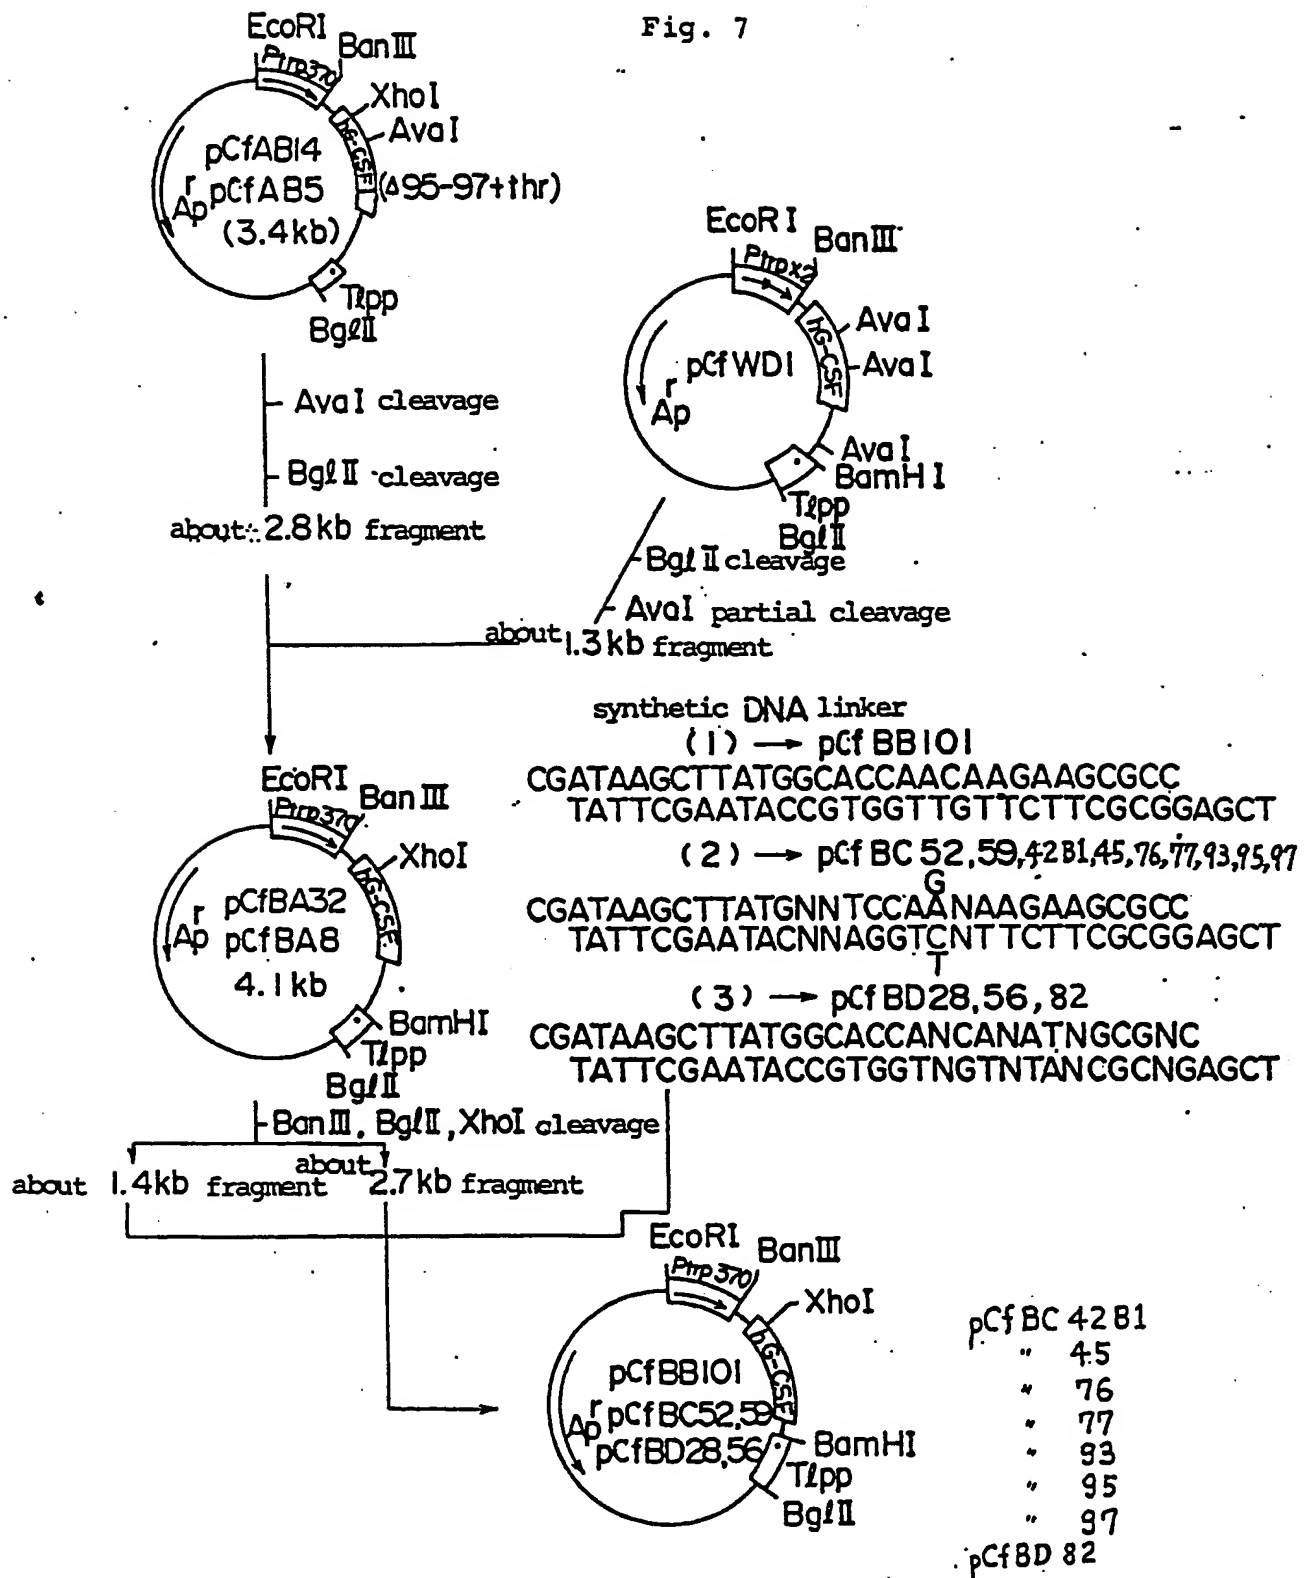 Fig. 7
EcoRI
BanIII
Ptrp370
XhoI
AvaI
hG-CSF
pCfAB14
pCfAB5
(Δ95-97+thr)
Apr
(3.4kb)
TlPP
BglII
EcoRI
BanIII
Ptrpx2
AvaI
hG-CSF
AvaI
pCfWD1
Apr
AvaI
BamHI
Tlpp
BglII
AvaI cleavage
BglII cleavage
about 2.8kb fragment
BglII cleavage
AvaI partial cleavage
about 1.3kb fragment
synthetic DNA linker
(1) → pCfBB101
CGATAAGCTTATGGCACCAACAAGAAGCGCC
TATTCGAATACCGTGGTTGTTCTTCGCGGAGCT
(2) → pCfBC52,59,42B1,45,76,77,93,95,97
G
CGATAAGCTTATGNNTCCAANAAGAAGCGCC
TATTCGAATACNNAGGTCNTTCTTCGCGGAGCT
T
(3) → pCfBD28,56,82
CGATAAGCTTATGGCACCANCANATNGCGNC
TATTCGAATACCGTGGTNGTNTANCGCNGAGCT
EcoRI
BanIII
Ptrp370
XhoI
hG-CSF
pCfBA32
Apr
pCfBA8
4.1kb
BamHI
Tlpp
BglII
BanIII, BglII, XhoI cleavage
about 1.4kb fragment
about 2.7kb fragment
EcoRI
BanIII
Ptrp370
XhoI
hG-CSF
pCfBB101
Apr
pCfBC52,59
pCfBD28,56
BamHI
Tlpp
BglII
pCfBC42B1
" 45
" 76
" 77
" 93
" 95
" 97
pCfBD82